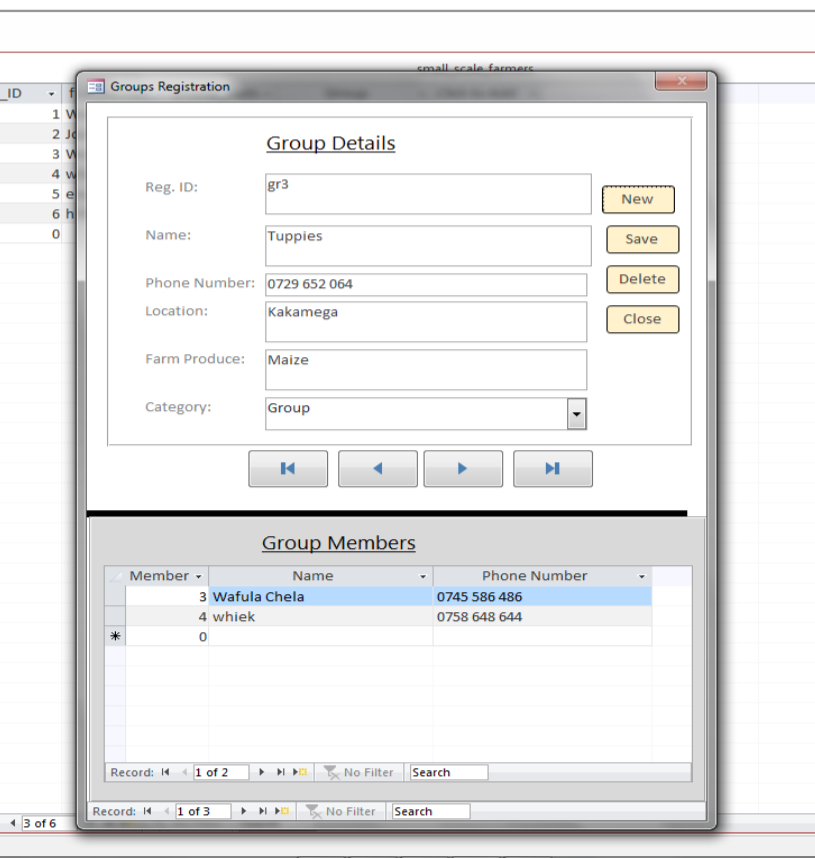 small_scale_farmers
_ID
1 W
2 Jo
3 W
4 w
5 e
6 h
0
Groups Registration
Group Details
Reg. ID: gr3
New
Name: Tuppies
Save
Phone Number: 0729 652 064
Delete
Location: Kakamega
Close
Farm Produce: Maize
Category: Group
Group Members
Member Name Phone Number
3 Wafula Chela 0745 586 486
4 whiek 0758 648 644
0
Record: 1 of 2 No Filter Search
Record: 1 of 3 No Filter Search
3 of 6